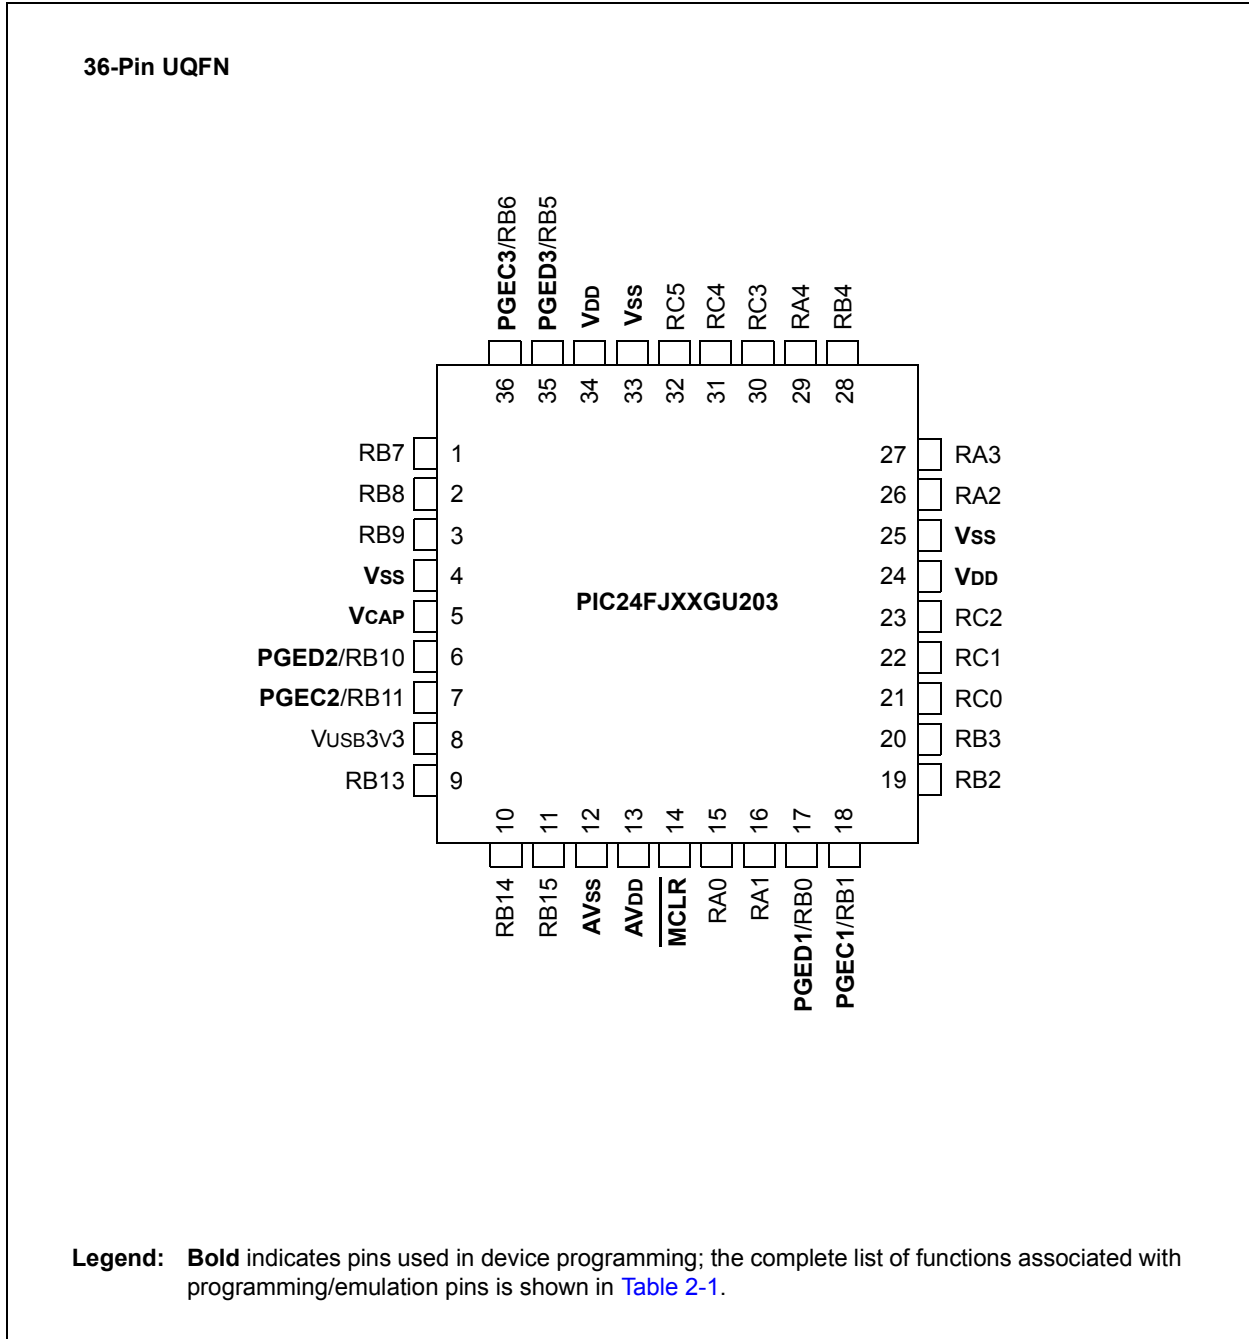 36-Pin UQFN
PGEC3/RB6
PGED3/RB5
VDD
VSS
RC5
RC4
RC3
RA4
RB4
36
35
34
33
32
31
30
29
28
RB7 1
RB8 2
RB9 3
VSS 4
VCAP 5
PGED2/RB10 6
PGEC2/RB11 7
VUSB3V3 8
RB13 9
PIC24FJXXGU203
27 RA3
26 RA2
25 VSS
24 VDD
23 RC2
22 RC1
21 RC0
20 RB3
19 RB2
10
11
12
13
14
15
16
17
18
RB14
RB15
AVSS
AVDD
MCLR
RA0
RA1
PGED1/RB0
PGEC1/RB1
Legend: Bold indicates pins used in device programming; the complete list of functions associated with
programming/emulation pins is shown in Table 2-1.